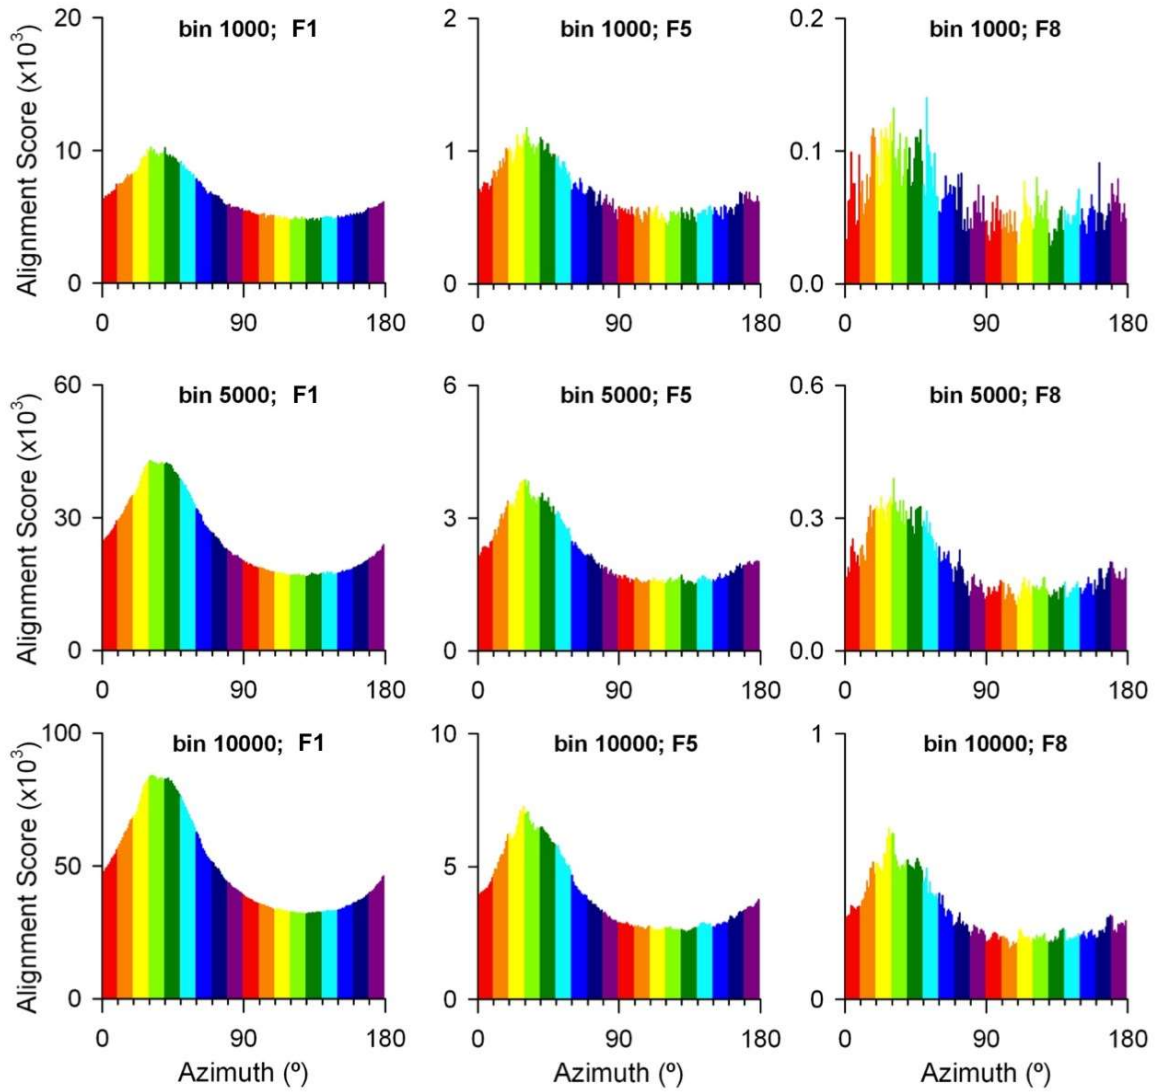 bin 1000; F1
bin 1000; F5
bin 1000; F8
Alignment Score (x10³)
20
10
0
2
1
0
0.2
0.1
0.0
0 90 180
0 90 180
0 90 180
bin 5000; F1
bin 5000; F5
bin 5000; F8
Alignment Score (x10³)
60
30
0
6
3
0
0.6
0.3
0.0
0 90 180
0 90 180
0 90 180
bin 10000; F1
bin 10000; F5
bin 10000; F8
Alignment Score (x10³)
100
50
0
10
5
0
1
0
0 90 180
0 90 180
0 90 180
Azimuth (º)
Azimuth (º)
Azimuth (º)